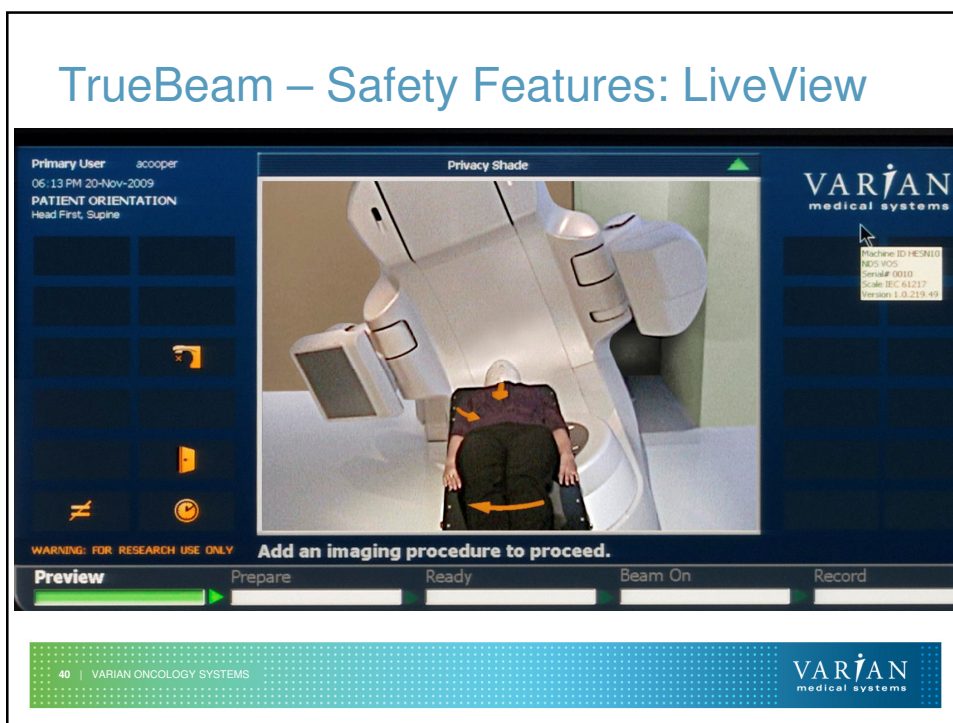 TrueBeam – Safety Features: LiveView
Primary User acooper
06:13 PM 20-Nov-2009
PATIENT ORIENTATION
Head First, Supine
Privacy Shade
VARIAN
medical systems
Machine ID HESN10
NDS VOS
Serial# 0010
Scale IEC 61217
Version 1.0.219.49
WARNING: FOR RESEARCH USE ONLY
Add an imaging procedure to proceed.
Preview
Prepare
Ready
Beam On
Record
40 | VARIAN ONCOLOGY SYSTEMS
VARIAN
medical systems